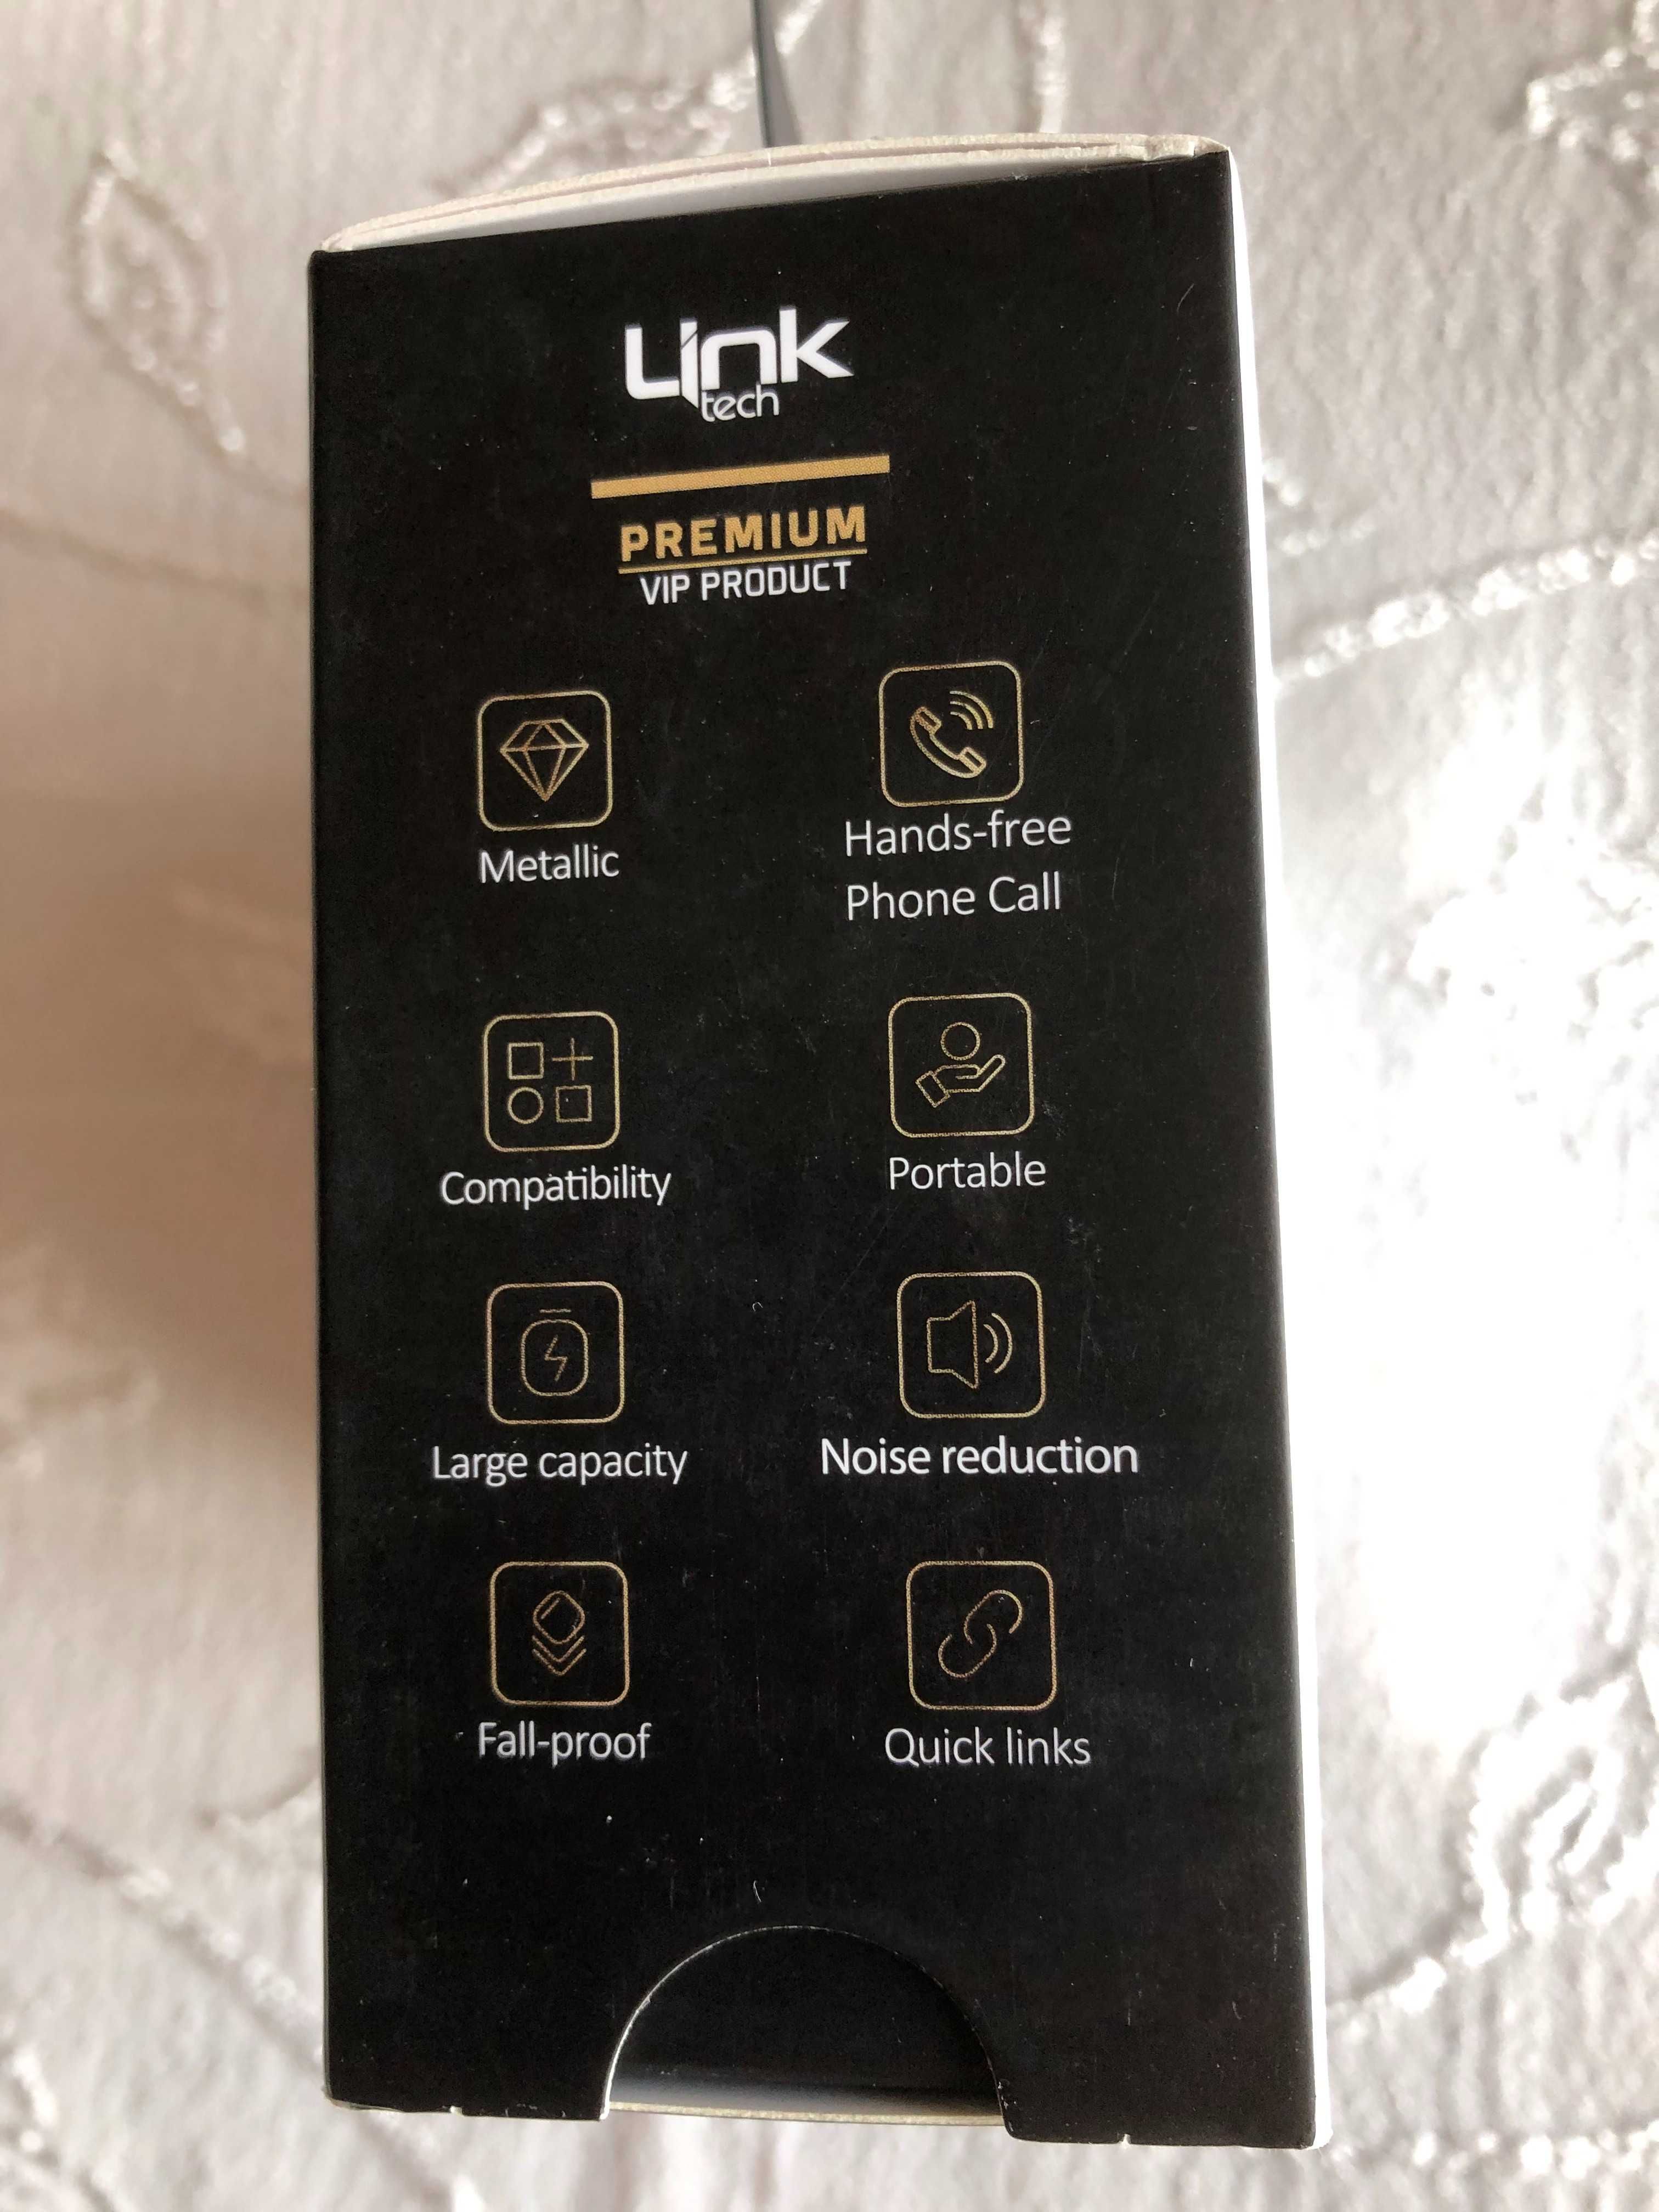 Link
tech
PREMIUM
VIP PRODUCT
Metallic
Hands-free
Phone Call
Compatibility
Portable
Large capacity
Noise reduction
Fall-proof
Quick links